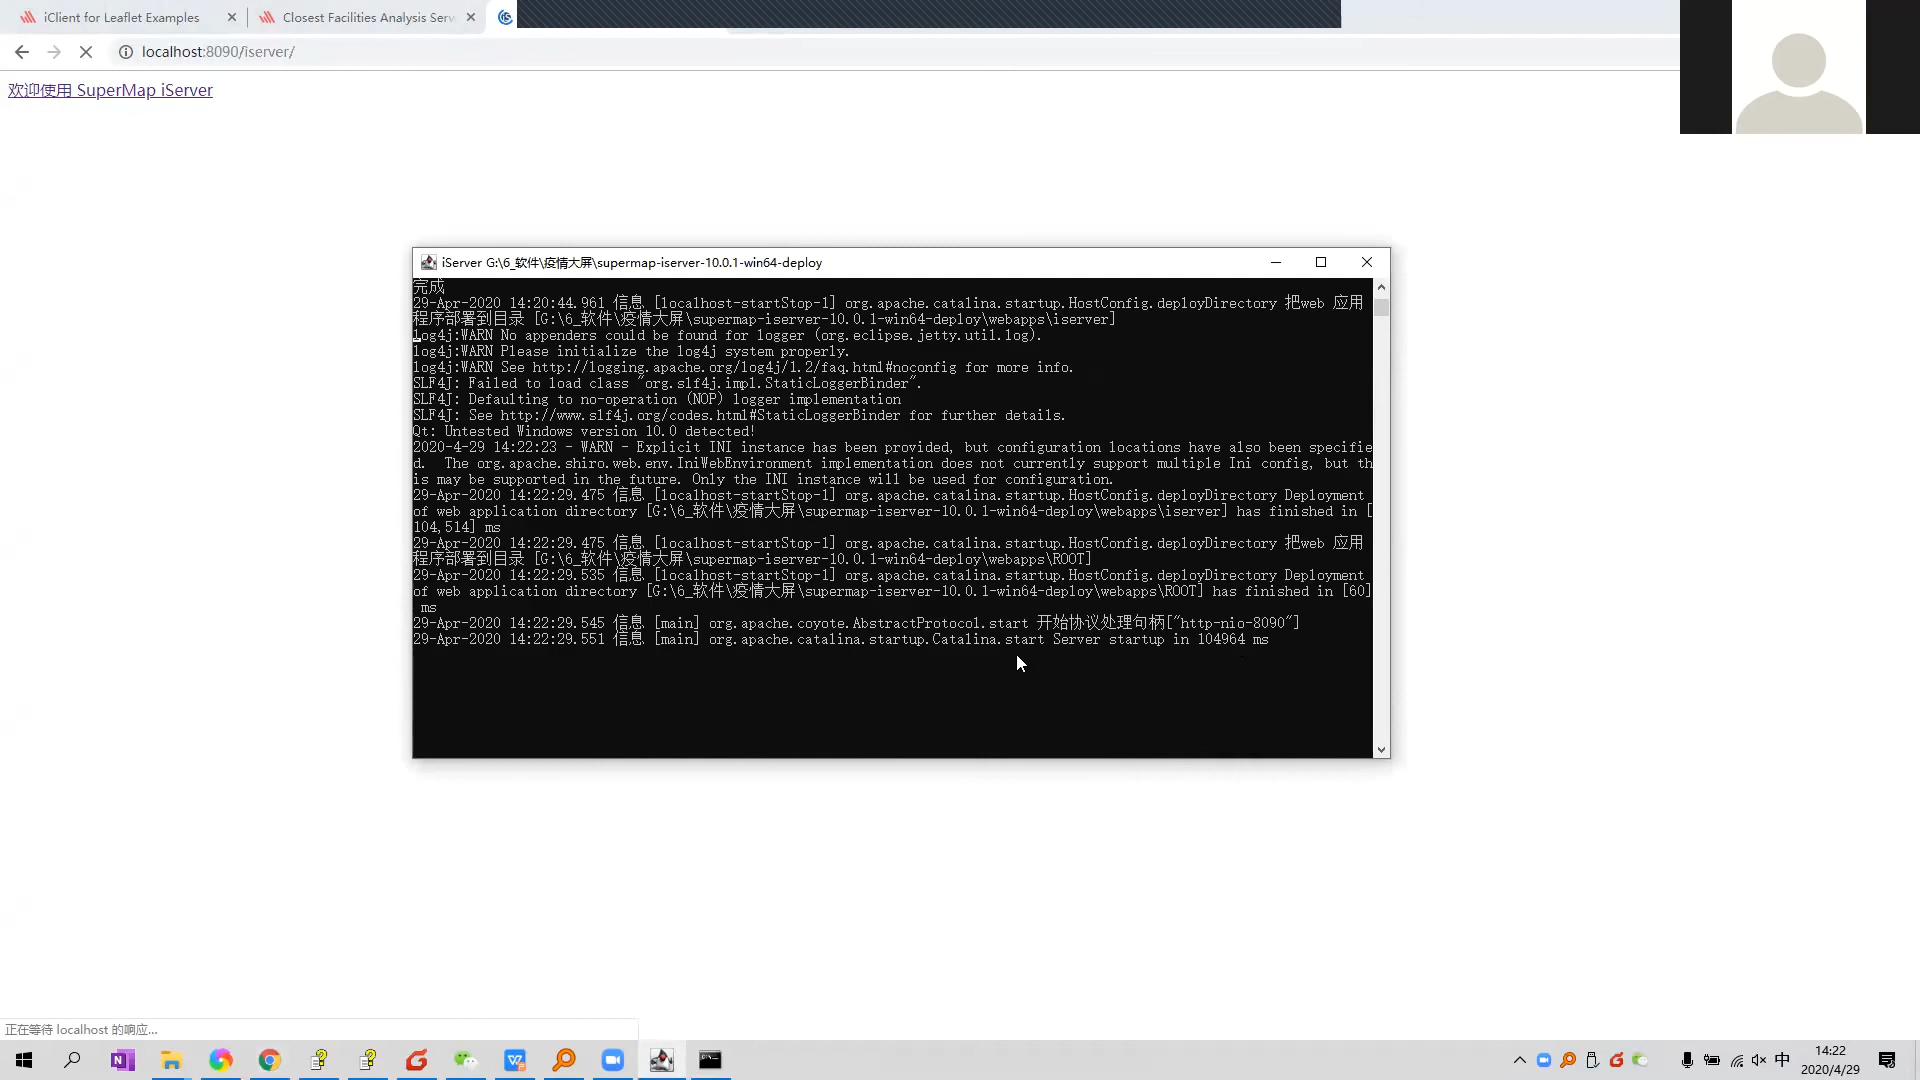 iClient for Leaflet Examples
Closest Facilities Analysis Serv
localhost:8090/iserver/
欢迎使用 SuperMap iServer
iServer G:\6_软件\疫情大屏\supermap-iserver-10.0.1-win64-deploy
完成
29-Apr-2020 14:20:44.961 信息 [localhost-startStop-1] org.apache.catalina.startup.HostConfig.deployDirectory 把web 应用
程序部署到目录 [G:\6_软件\疫情大屏\supermap-iserver-10.0.1-win64-deploy\webapps\iserver]
log4j:WARN No appenders could be found for logger (org.eclipse.jetty.util.log).
log4j:WARN Please initialize the log4j system properly.
log4j:WARN See http://logging.apache.org/log4j/1.2/faq.html#noconfig for more info.
SLF4J: Failed to load class "org.slf4j.impl.StaticLoggerBinder".
SLF4J: Defaulting to no-operation (NOP) logger implementation
SLF4J: See http://www.slf4j.org/codes.html#StaticLoggerBinder for further details.
Qt: Untested Windows version 10.0 detected!
2020-4-29 14:22:23 - WARN - Explicit INI instance has been provided, but configuration locations have also been specifie
d.  The org.apache.shiro.web.env.IniWebEnvironment implementation does not currently support multiple Ini config, but th
is may be supported in the future. Only the INI instance will be used for configuration.
29-Apr-2020 14:22:29.475 信息 [localhost-startStop-1] org.apache.catalina.startup.HostConfig.deployDirectory Deployment
of web application directory [G:\6_软件\疫情大屏\supermap-iserver-10.0.1-win64-deploy\webapps\iserver] has finished in [
104,514] ms
29-Apr-2020 14:22:29.475 信息 [localhost-startStop-1] org.apache.catalina.startup.HostConfig.deployDirectory 把web 应用
程序部署到目录 [G:\6_软件\疫情大屏\supermap-iserver-10.0.1-win64-deploy\webapps\ROOT]
29-Apr-2020 14:22:29.535 信息 [localhost-startStop-1] org.apache.catalina.startup.HostConfig.deployDirectory Deployment
of web application directory [G:\6_软件\疫情大屏\supermap-iserver-10.0.1-win64-deploy\webapps\ROOT] has finished in [60]
ms
29-Apr-2020 14:22:29.545 信息 [main] org.apache.coyote.AbstractProtocol.start 开始协议处理句柄["http-nio-8090"]
29-Apr-2020 14:22:29.551 信息 [main] org.apache.catalina.startup.Catalina.start Server startup in 104964 ms
正在等待 localhost 的响应...
中
14:22
2020/4/29